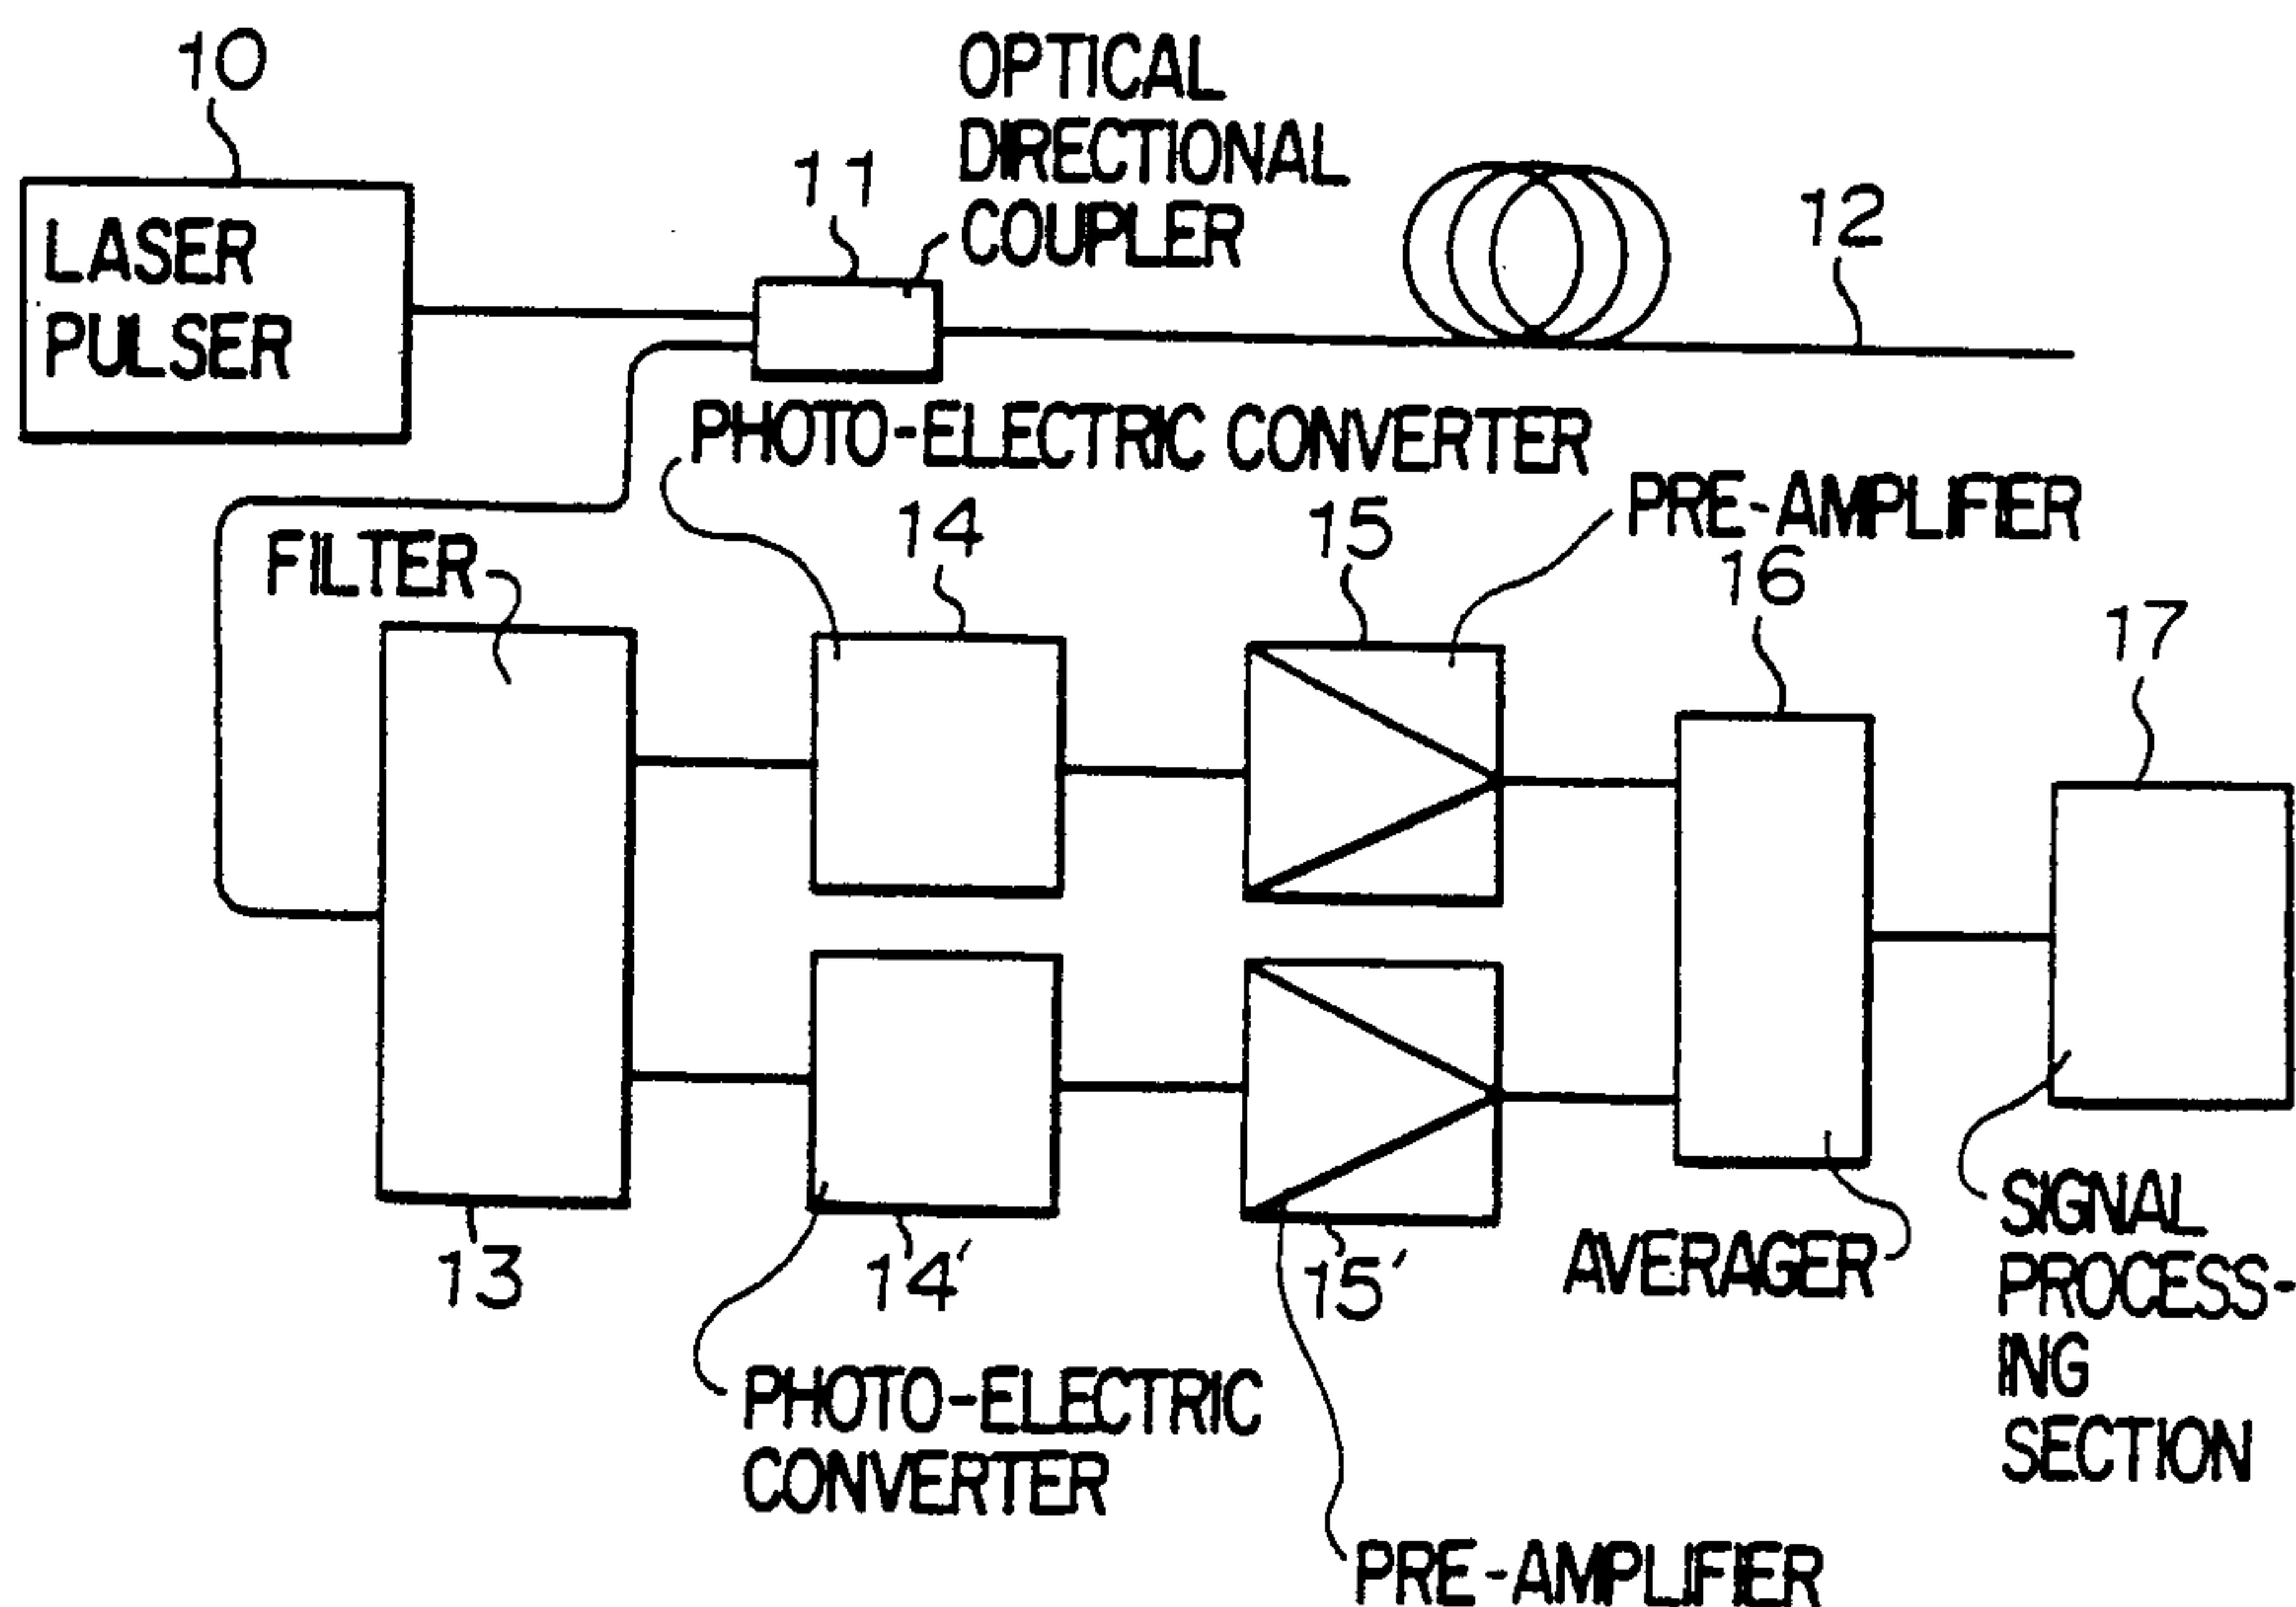 10
OPTICAL
DIRECTIONAL
COUPLER
11
12
LASER
PULSER
PHOTO-ELECTRIC CONVERTER
PRE-AMPLIFIER
FILTER
14
15
16
17
13
14'
15'
AVERAGER
SIGNAL
PROCESS-
ING
SECTION
PHOTO-ELECTRIC
CONVERTER
PRE-AMPLIFIER